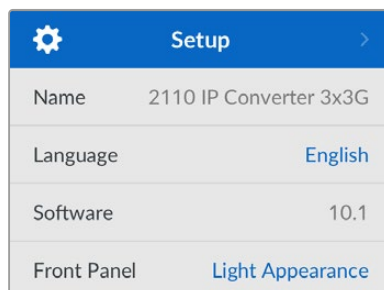 Setup
Name 2110 IP Converter 3x3G
Language English
Software 10.1
Front Panel Light Appearance